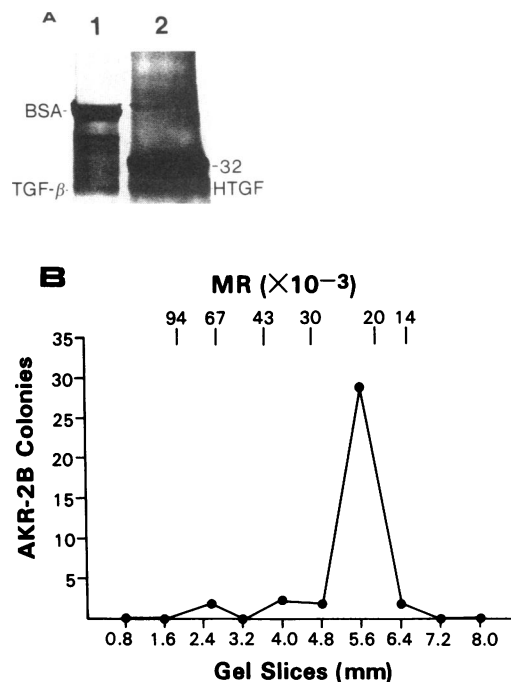 A
1 2
BSA-
-32
TGF-β-
HTGF
B
MR (×10⁻³)
94 67 43 30 20 14
35
30
25
20
15
10
5
AKR-2B Colonies
0.8 1.6 2.4 3.2 4.0 4.8 5.6 6.4 7.2 8.0
Gel Slices (mm)